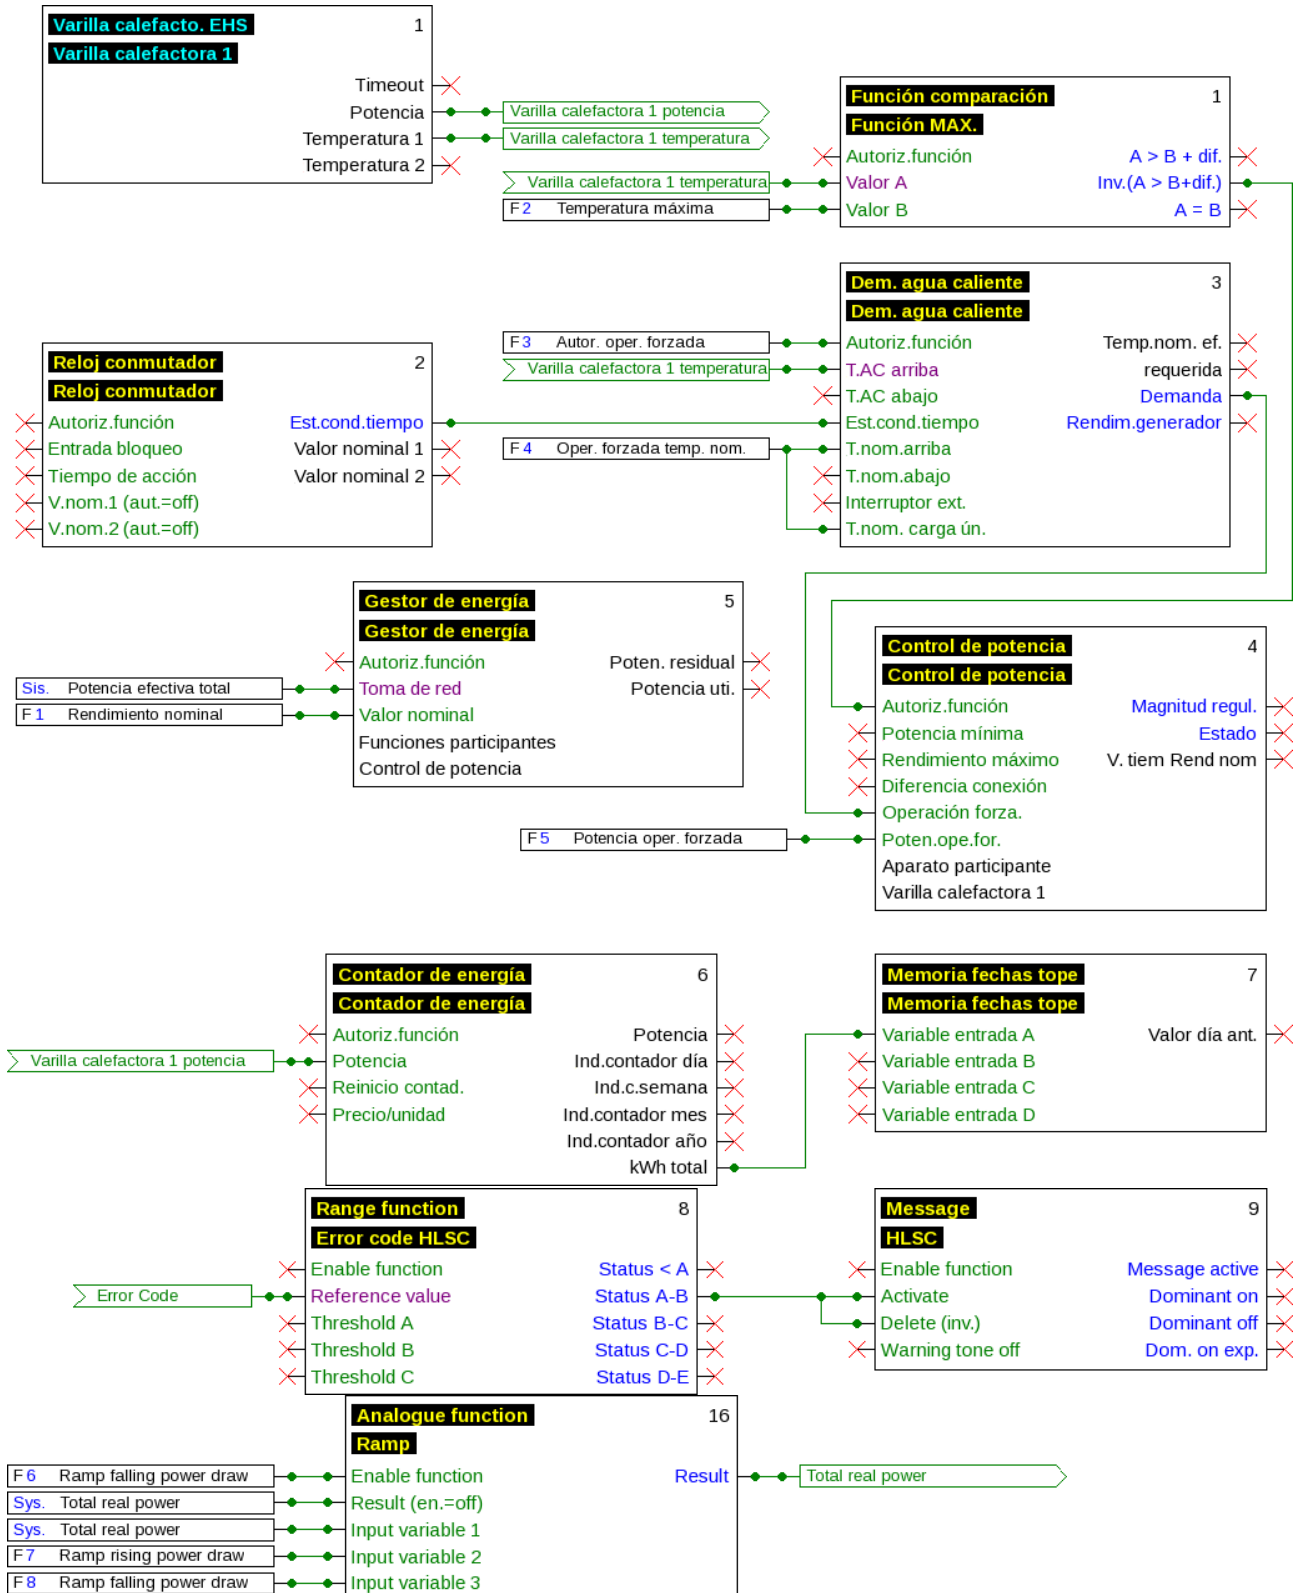 Varilla calefacto. EHS 1
Varilla calefactora 1
Timeout
Potencia
Varilla calefactora 1 potencia
Temperatura 1
Varilla calefactora 1 temperatura
Temperatura 2
Función comparación 1
Función MAX.
Autoriz.función A > B + dif.
Varilla calefactora 1 temperatura
Valor A Inv.(A > B+dif.)
F 2 Temperatura máxima
Valor B A = B
Dem. agua caliente 3
Dem. agua caliente
F 3 Autor. oper. forzada
Autoriz.función Temp.nom. ef.
Varilla calefactora 1 temperatura
T.AC arriba requerida
T.AC abajo Demanda
Est.cond.tiempo Rendim.generador
F 4 Oper. forzada temp. nom.
T.nom.arriba
T.nom.abajo
Interruptor ext.
T.nom. carga ún.
Reloj conmutador 2
Reloj conmutador
Autoriz.función Est.cond.tiempo
Entrada bloqueo Valor nominal 1
Tiempo de acción Valor nominal 2
V.nom.1 (aut.=off)
V.nom.2 (aut.=off)
Gestor de energía 5
Gestor de energía
Autoriz.función Poten. residual
Sis. Potencia efectiva total
Toma de red Potencia uti.
F 1 Rendimiento nominal
Valor nominal
Funciones participantes
Control de potencia
Control de potencia 4
Control de potencia
Autoriz.función Magnitud regul.
Potencia mínima Estado
Rendimiento máximo V. tiem Rend nom
Diferencia conexión
Operación forza.
F 5 Potencia oper. forzada
Poten.ope.for.
Aparato participante
Varilla calefactora 1
Contador de energía 6
Contador de energía
Autoriz.función Potencia
Varilla calefactora 1 potencia
Potencia Ind.contador día
Reinicio contad. Ind.c.semana
Precio/unidad Ind.contador mes
Ind.contador año
kWh total
Memoria fechas tope 7
Memoria fechas tope
Variable entrada A Valor día ant.
Variable entrada B
Variable entrada C
Variable entrada D
Range function 8
Error code HLSC
Enable function Status < A
Error Code
Reference value Status A-B
Threshold A Status B-C
Threshold B Status C-D
Threshold C Status D-E
Message 9
HLSC
Enable function Message active
Activate Dominant on
Delete (inv.) Dominant off
Warning tone off Dom. on exp.
Analogue function 16
Ramp
F 6 Ramp falling power draw
Enable function Result
Total real power
Sys. Total real power
Result (en.=off)
Sys. Total real power
Input variable 1
F 7 Ramp rising power draw
Input variable 2
F 8 Ramp falling power draw
Input variable 3